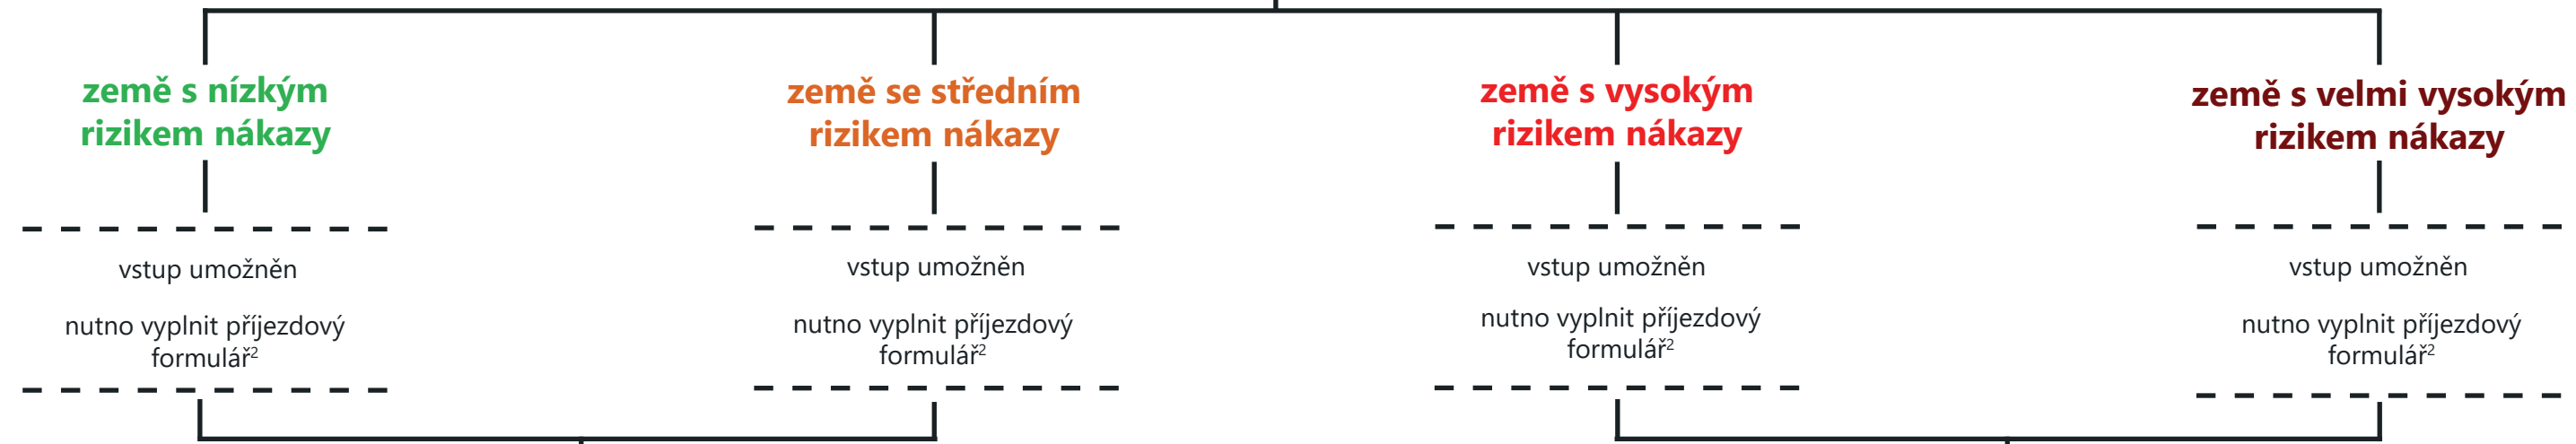 země s nízkým
rizikem nákazy
vstup umožněn
nutno vyplnit příjezdový
formulář²
země se středním
rizikem nákazy
vstup umožněn
nutno vyplnit příjezdový
formulář²
země s vysokým
rizikem nákazy
vstup umožněn
nutno vyplnit příjezdový
formulář²
země s velmi vysokým
rizikem nákazy
vstup umožněn
nutno vyplnit příjezdový
formulář²